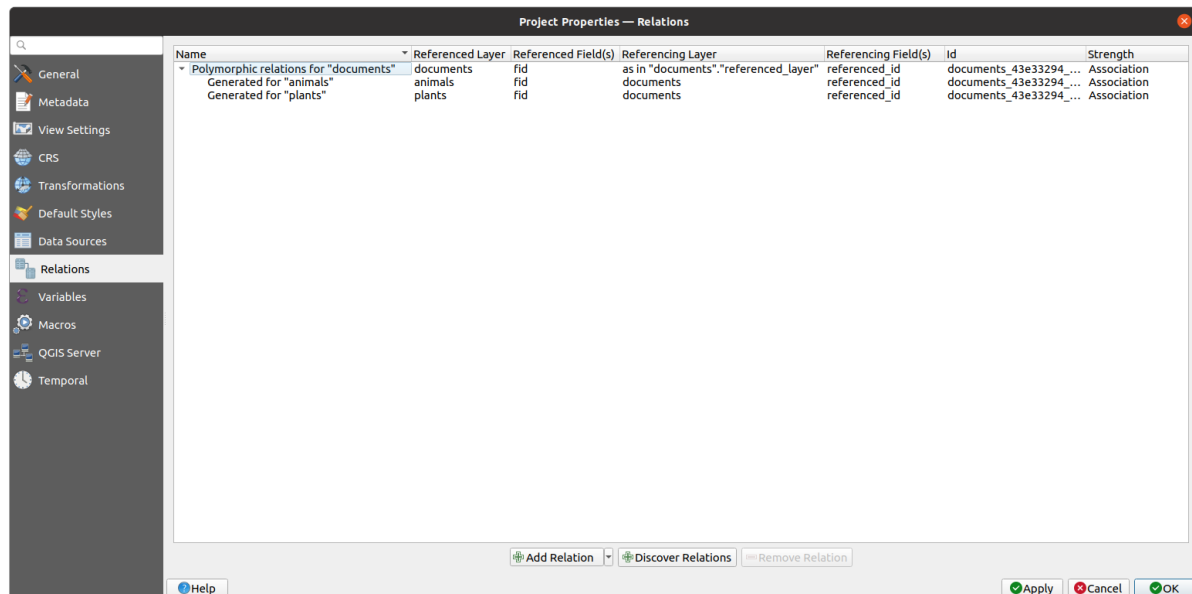 Project Properties — Relations
General
Metadata
View Settings
CRS
Transformations
Default Styles
Data Sources
Relations
Variables
Macros
QGIS Server
Temporal
Name Referenced Layer Referenced Field(s) Referencing Layer Referencing Field(s) Id Strength
Polymorphic relations for "documents" documents fid as in "documents"."referenced_layer" referenced_id documents_43e33294_... Association
Generated for "animals" animals fid documents referenced_id documents_43e33294_... Association
Generated for "plants" plants fid documents referenced_id documents_43e33294_... Association
Add Relation Discover Relations Remove Relation
Help Apply Cancel OK